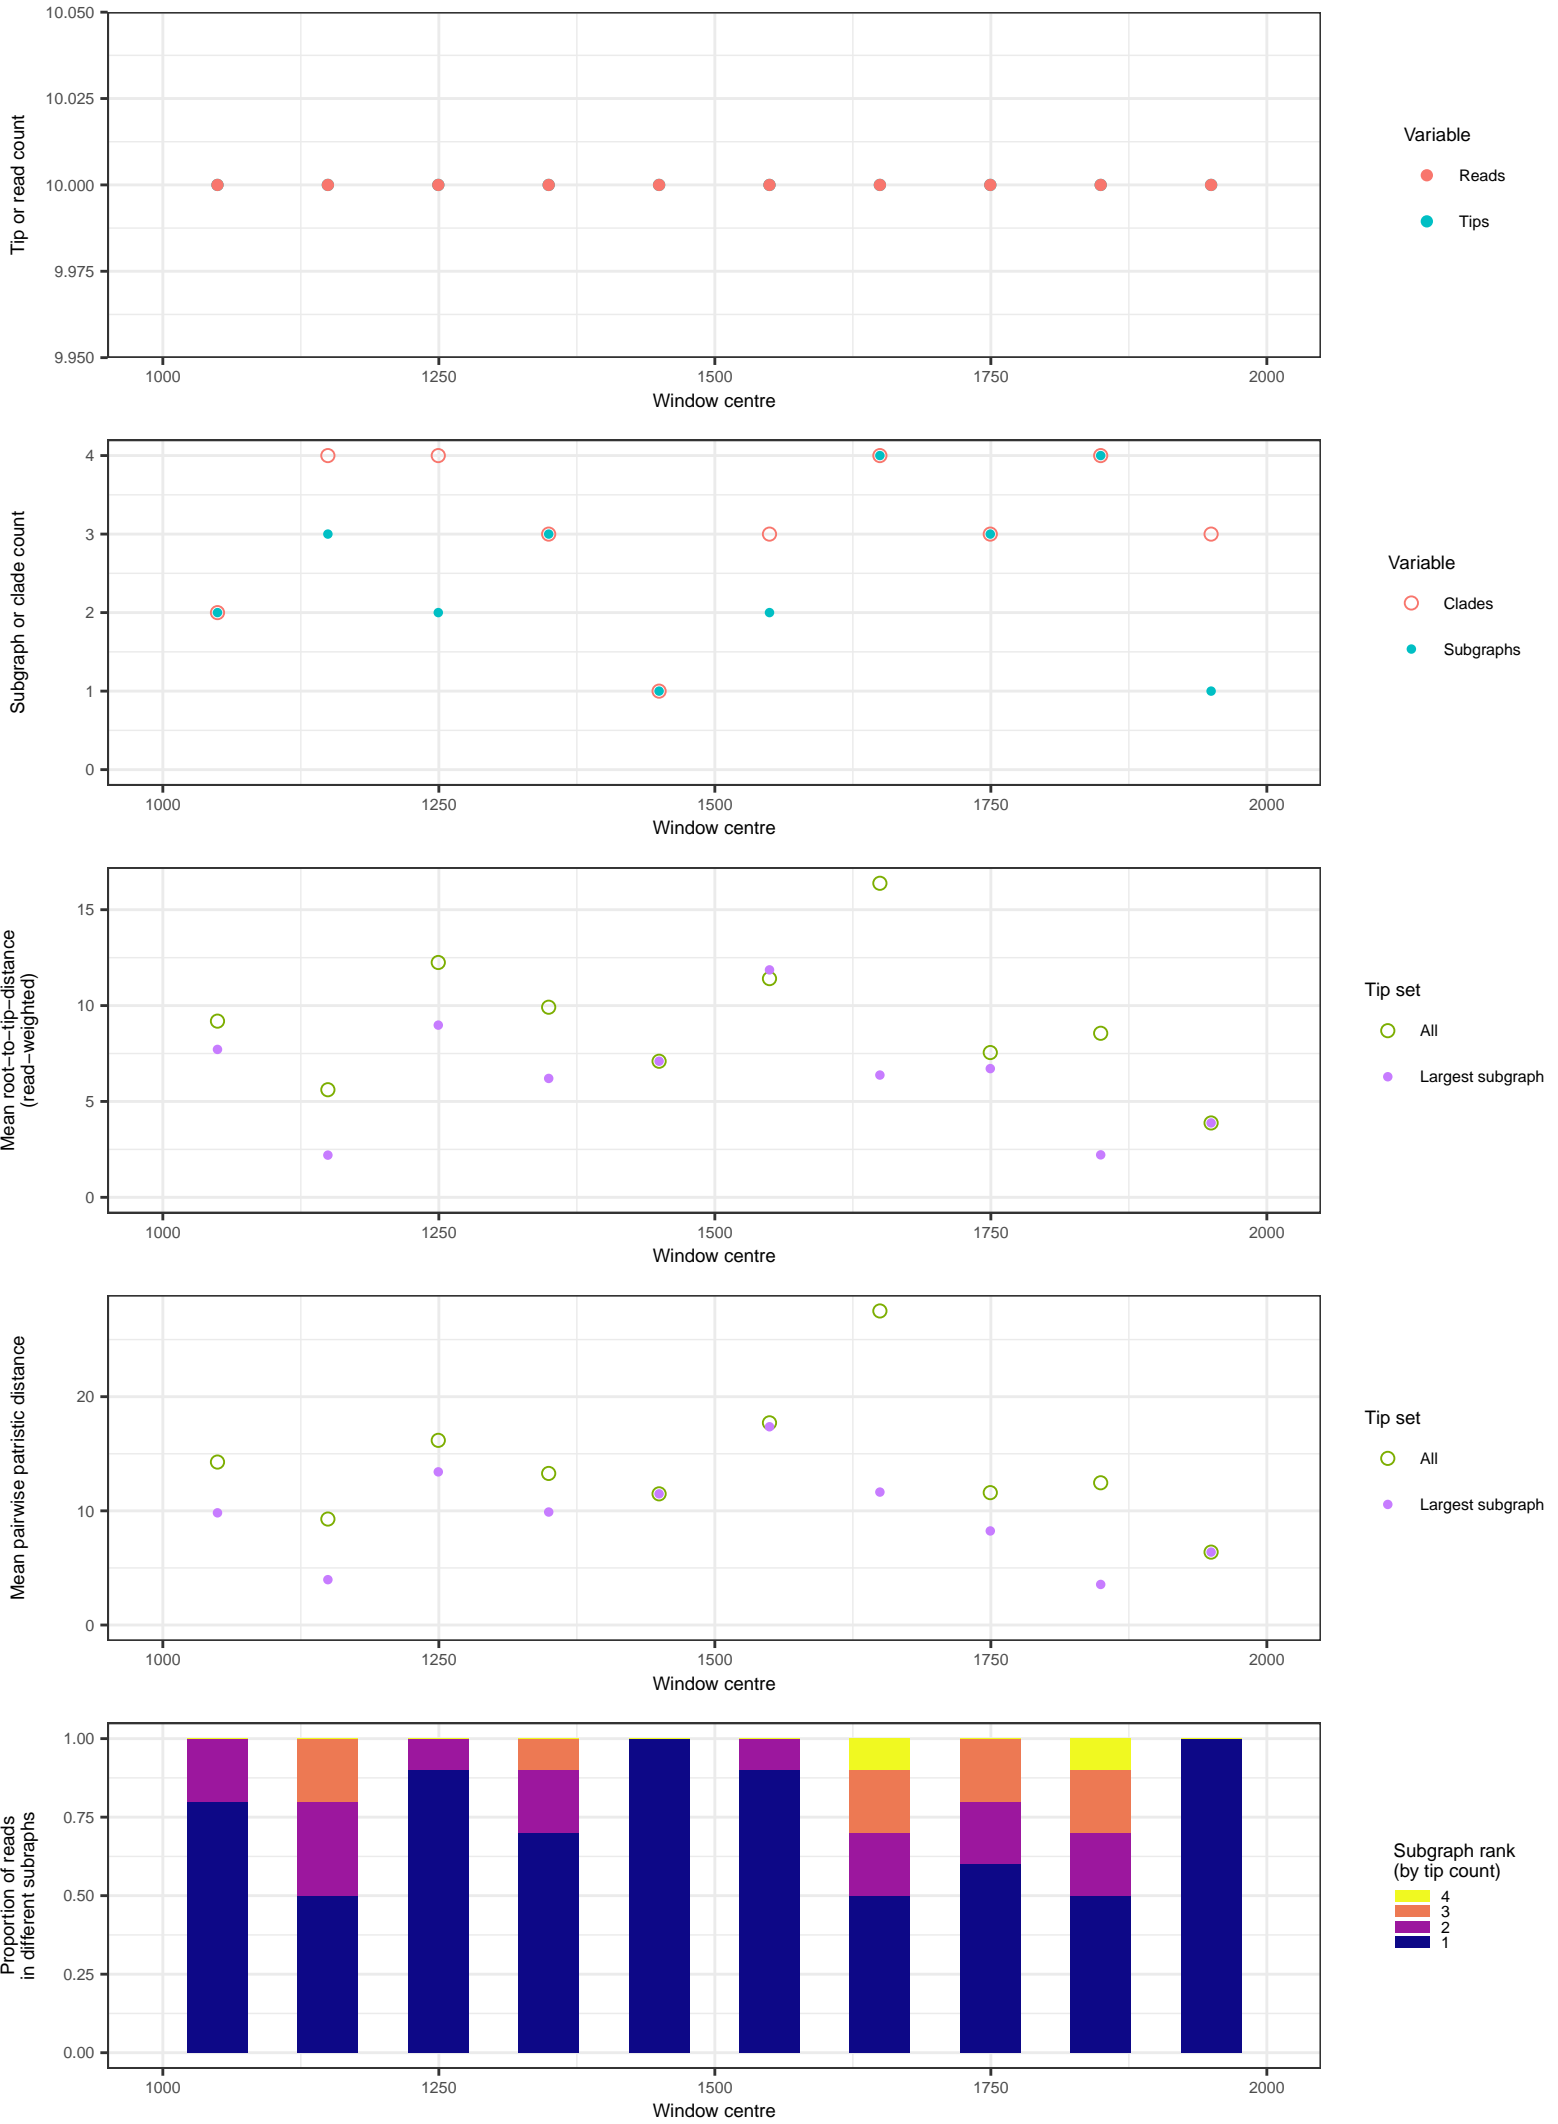 10.050
10.025
10.000
9.975
9.950
Tip or read count
1000 1250 1500 1750 2000
Window centre
Variable
Reads
Tips
4
3
2
1
0
Subgraph or clade count
1000 1250 1500 1750 2000
Window centre
Variable
Clades
Subgraphs
15
10
5
0
Mean root−to−tip−distance
(read−weighted)
1000 1250 1500 1750 2000
Window centre
Tip set
All
Largest subgraph
20
10
0
Mean pairwise patristic distance
1000 1250 1500 1750 2000
Window centre
Tip set
All
Largest subgraph
1.00
0.75
0.50
0.25
0.00
Proportion of reads
in different subraphs
1000 1250 1500 1750 2000
Window centre
Subgraph rank
(by tip count)
4
3
2
1